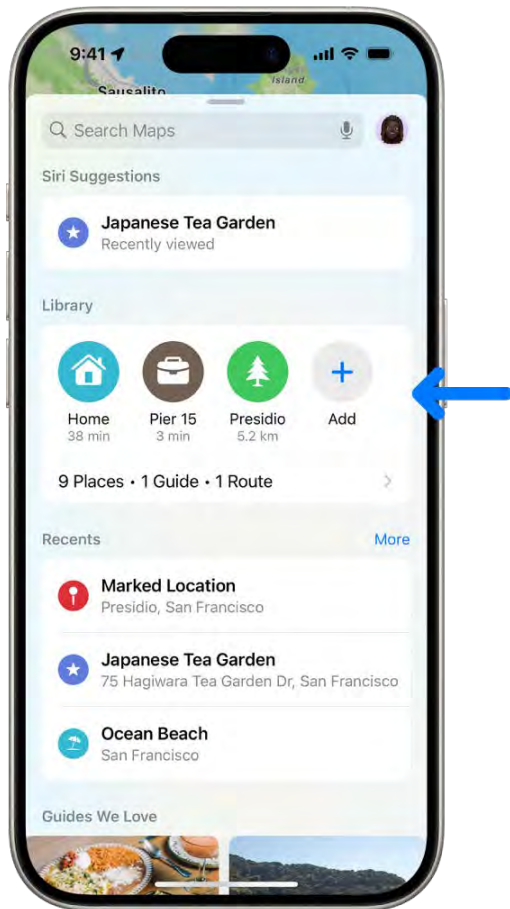 9:41
Sausalito
Island
Search Maps
Siri Suggestions
Japanese Tea Garden
Recently viewed
Library
Home
38 min
Pier 15
3 min
Presidio
5.2 km
Add
9 Places • 1 Guide • 1 Route
Recents
More
Marked Location
Presidio, San Francisco
Japanese Tea Garden
75 Hagiwara Tea Garden Dr, San Francisco
Ocean Beach
San Francisco
Guides We Love